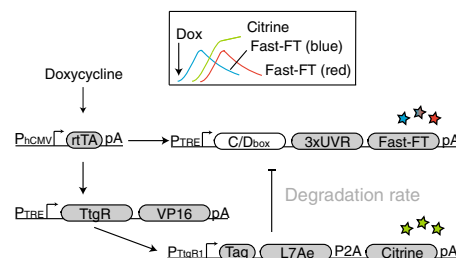 Dox
Citrine
Fast-FT (blue)
Fast-FT (red)
Doxycycline
PhCMV rtTA pA
PTRE C/Dbox 3xUVR Fast-FT pA
Degradation rate
PTRE TtgR VP16 pA
PTtgR1 Tag L7Ae P2A Citrine pA